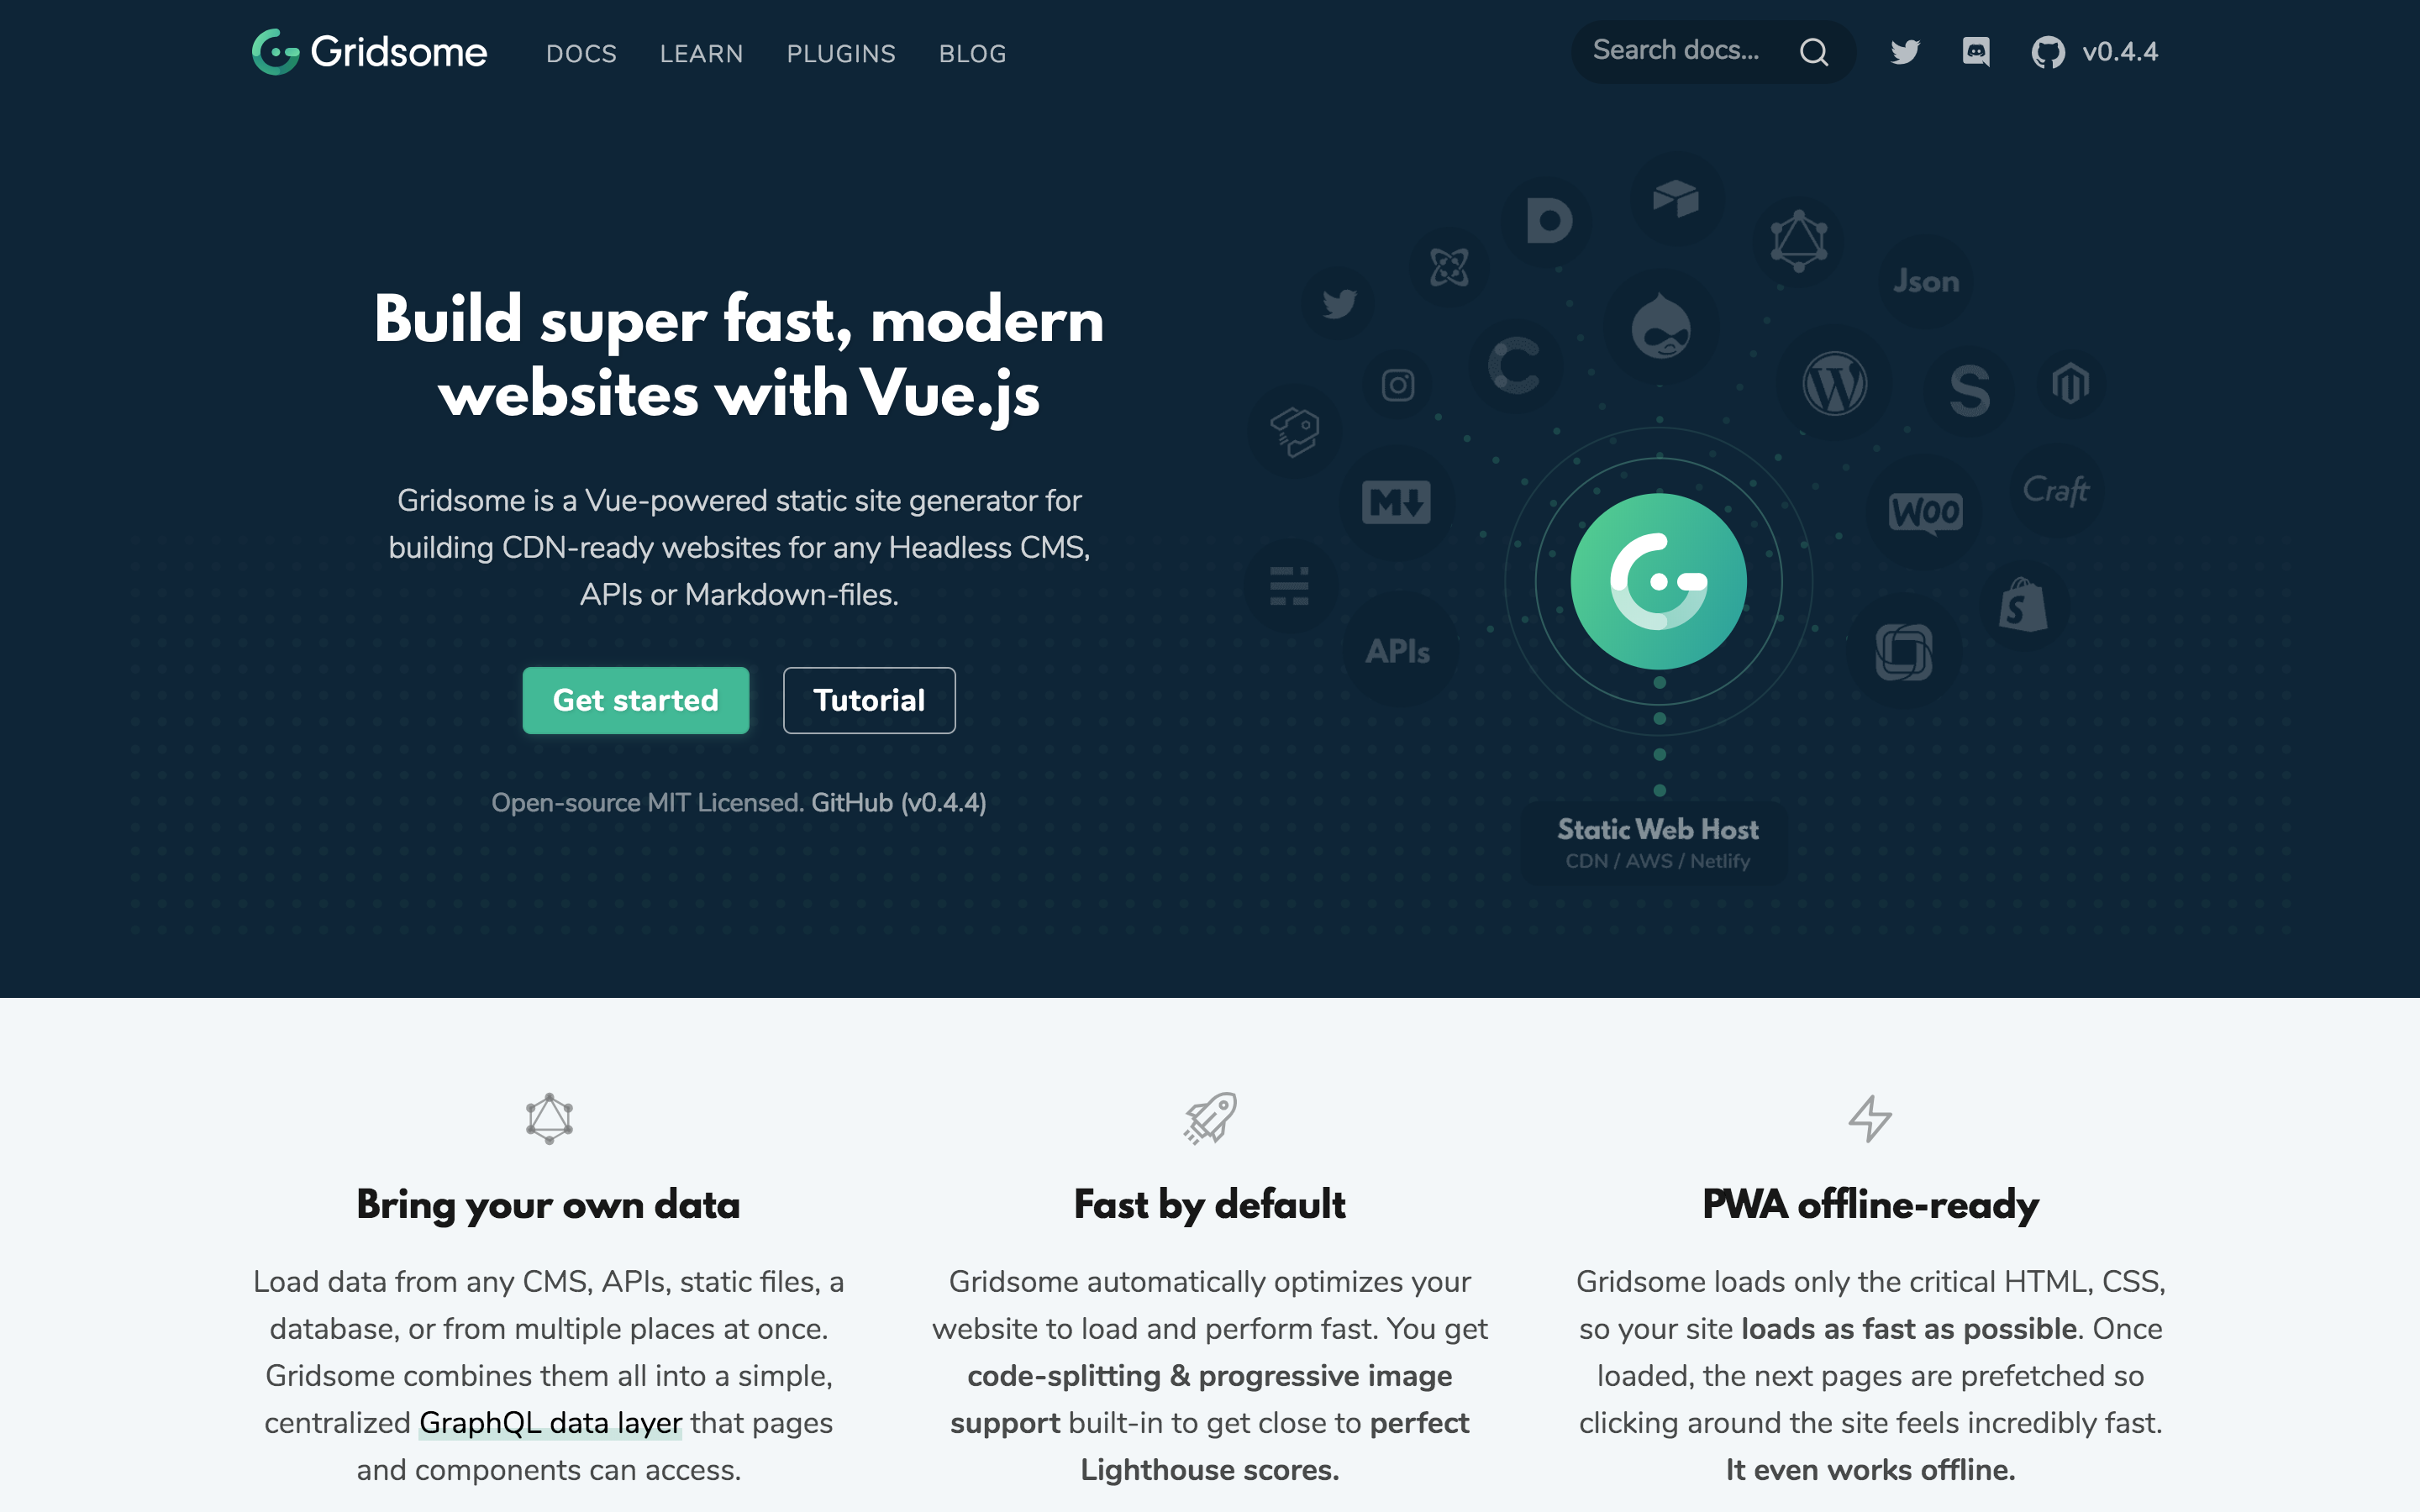 Gridsome
DOCS
LEARN
PLUGINS
BLOG
Search docs...
v0.4.4
Build super fast, modern
websites with Vue.js
Gridsome is a Vue-powered static site generator for
building CDN-ready websites for any Headless CMS,
APIs or Markdown-files.
Get started
Tutorial
Open-source MIT Licensed. GitHub (v0.4.4)
Json
S
M
Woo
Craft
APIs
S
Static Web Host
CDN / AWS / Netlify
Bring your own data
Load data from any CMS, APIs, static files, a
database, or from multiple places at once.
Gridsome combines them all into a simple,
centralized GraphQL data layer that pages
and components can access.
Fast by default
Gridsome automatically optimizes your
website to load and perform fast. You get
code-splitting & progressive image
support built-in to get close to perfect
Lighthouse scores.
PWA offline-ready
Gridsome loads only the critical HTML, CSS,
so your site loads as fast as possible. Once
loaded, the next pages are prefetched so
clicking around the site feels incredibly fast.
It even works offline.